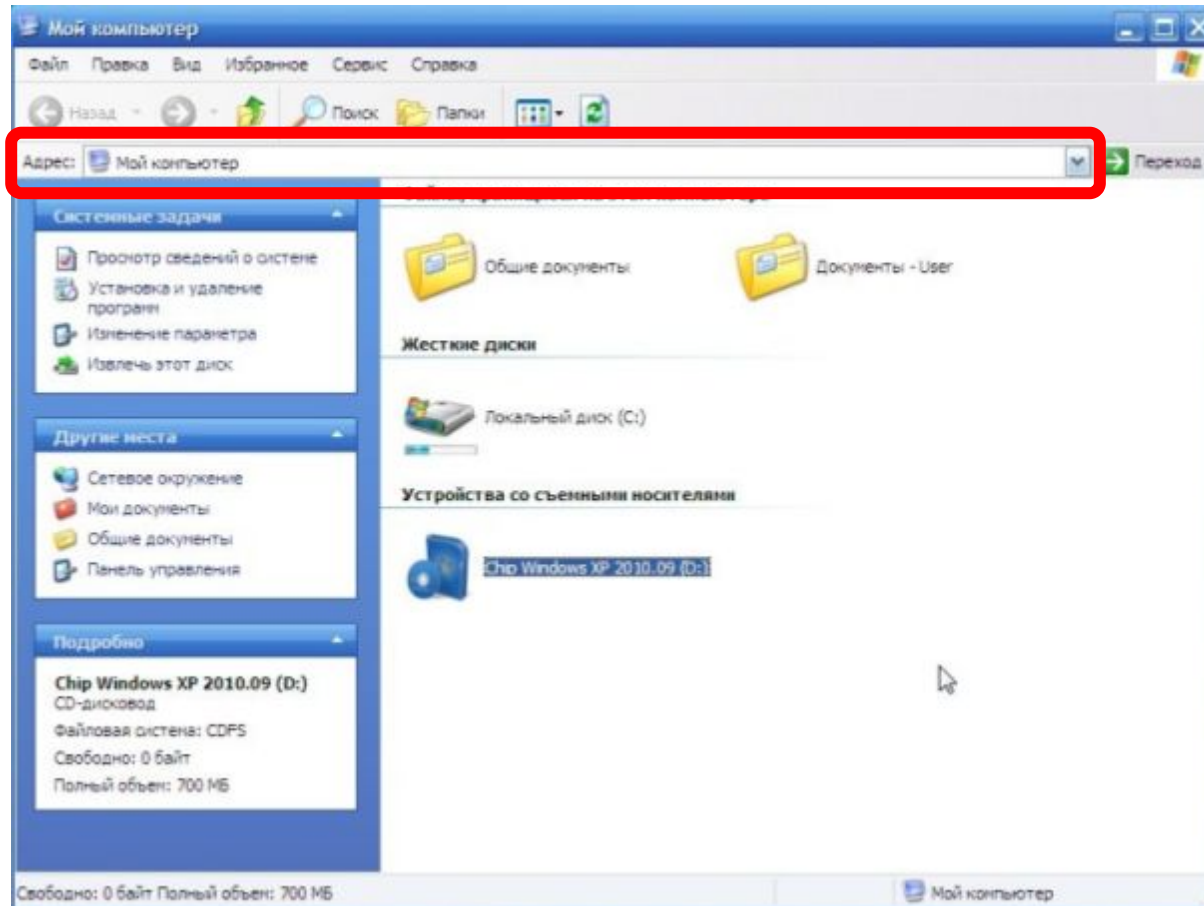 Мой компьютер
Файл Правка Вид Избранное Сервис Справка
Назад Поиск Папки
Адрес: Мой компьютер Переход
Системные задачи
Просмотр сведений о системе
Установка и удаление
программ
Изменение параметра
Извлечь этот диск
Другие места
Сетевое окружение
Мои документы
Общие документы
Панель управления
Подробно
Chip Windows XP 2010.09 (D:)
CD-дисковод
Файловая система: CDFS
Свободно: 0 байт
Полный объем: 700 МБ
Общие документы
Документы - User
Жесткие диски
Локальный диск (C:)
Устройства со съемными носителями
Chip Windows XP 2010.09 (D:)
Свободно: 0 байт Полный объем: 700 МБ
Мой компьютер